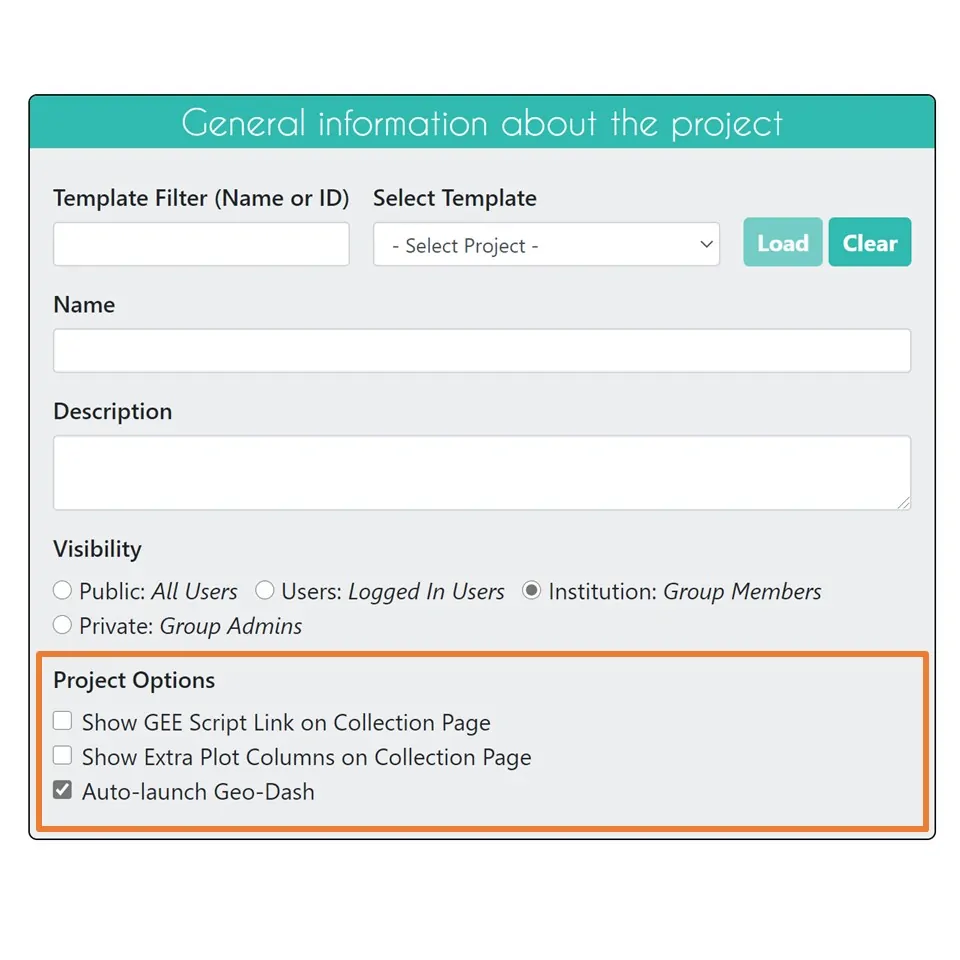 General information about the project
Template Filter (Name or ID) Select Template
- Select Project - Load Clear
Name
Description
Visibility
Public: All Users Users: Logged In Users Institution: Group Members
Private: Group Admins
Project Options
Show GEE Script Link on Collection Page
Show Extra Plot Columns on Collection Page
Auto-launch Geo-Dash